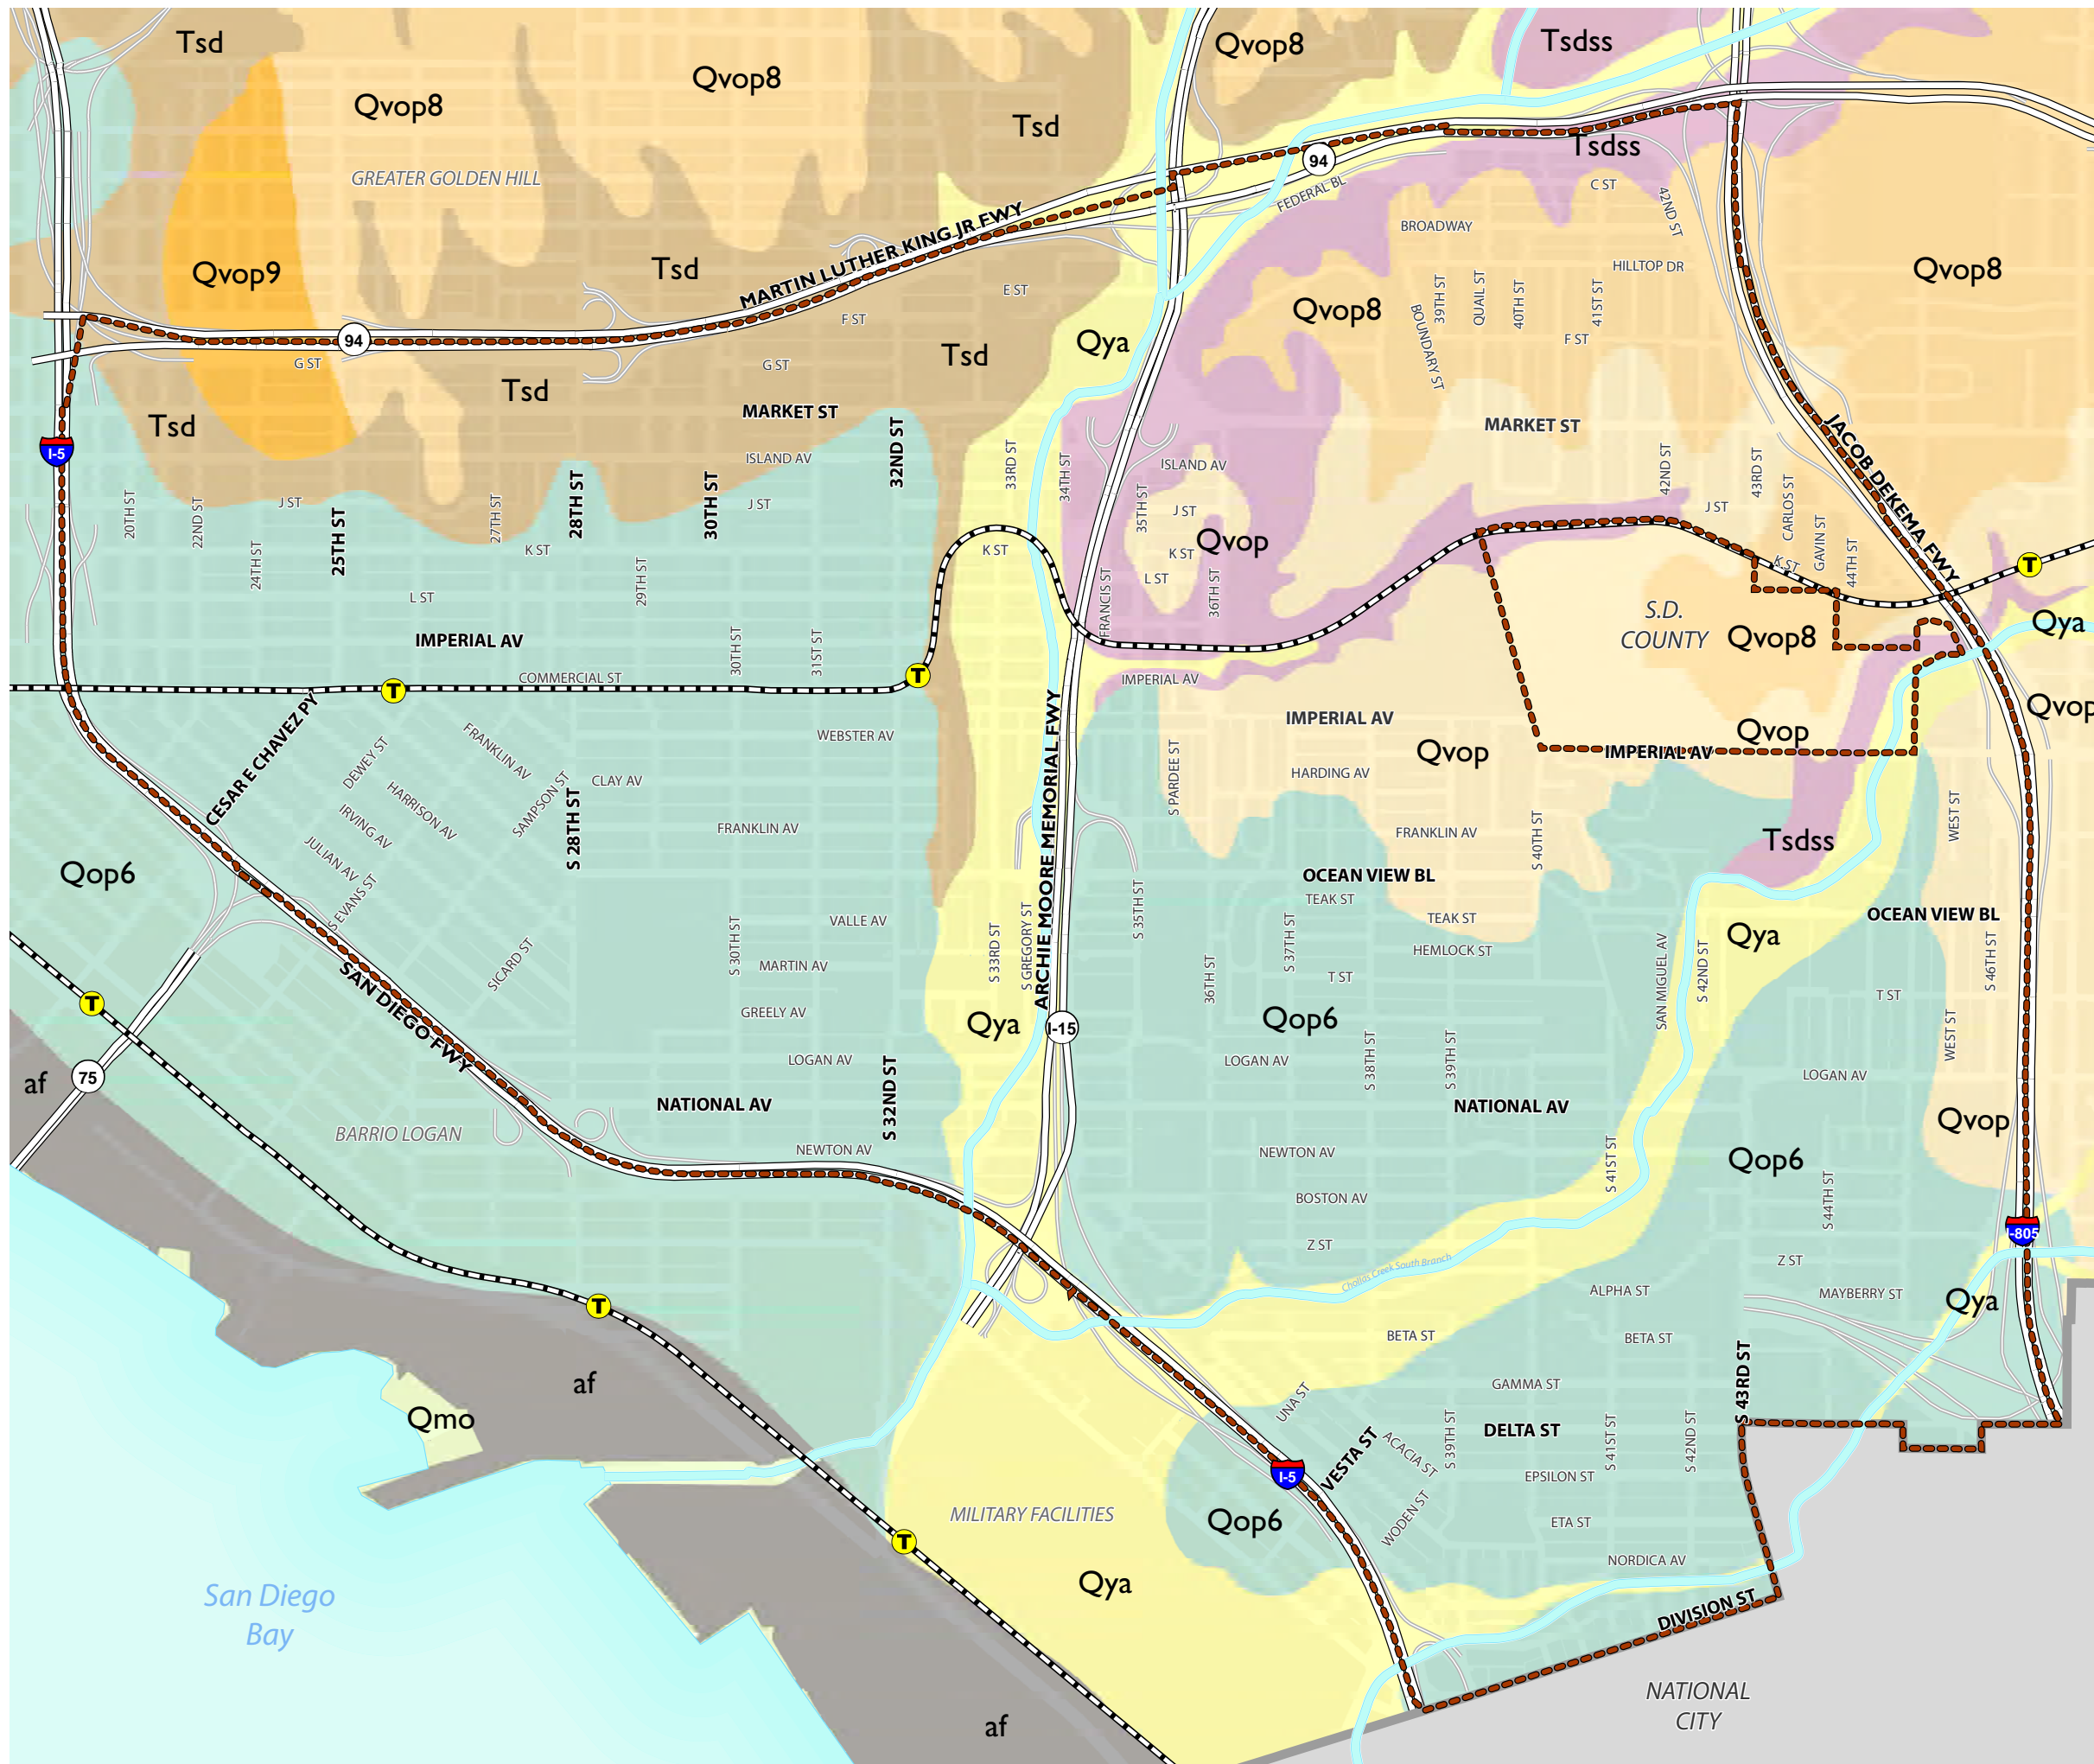 Tsd
Qvop8
Qvop8
Qvop8
Tsdss
Tsd
GREATER GOLDEN HILL
94
Tsdss
FEDERAL BL
C ST
42ND ST
MARTIN LUTHER KING JR FWY
BROADWAY
HILLTOP DR
Qvop9
Tsd
E ST
F ST
Qvop8
39TH ST
QUAIL ST
40TH ST
41ST ST
Qvop8
BOUNDARY ST
F ST
94
G ST
G ST
Tsd
Qya
Tsd
Tsd
MARKET ST
MARKET ST
JACOB DEKEMA FWY
I-5
ISLAND AV
32ND ST
33RD ST
34TH ST
ISLAND AV
42ND ST
43RD ST
20TH ST
22ND ST
J ST
25TH ST
27TH ST
28TH ST
30TH ST
J ST
35TH ST
J ST
Qvop
J ST
CARLOS ST
GAVIN ST
44TH ST
24TH ST
K ST
29TH ST
K ST
K ST
L ST
36TH ST
FRANCIS ST
K ST
T
L ST
IMPERIAL AV
30TH ST
31ST ST
S.D.
COUNTY
Qvop8
Qya
COMMERCIAL ST
T
T
IMPERIAL AV
Qvop
CESAR E CHAVEZ PY
DEWEY ST
FRANKLIN AV
WEBSTER AV
ARCHIE MOORE MEMORIAL FWY
IMPERIAL AV
Qvop
Qvop
IMPERIAL AV
HARRISON AV
SAMPSON ST
CLAY AV
S PARDEE ST
HARDING AV
IRVING AV
JULIAN AV
S 28TH ST
FRANKLIN AV
FRANKLIN AV
S 40TH ST
Tsdss
WEST ST
Qop6
S EVANS ST
OCEAN VIEW BL
TEAK ST
TEAK ST
OCEAN VIEW BL
S 30TH ST
VALLE AV
S 33RD ST
S GREGORY ST
S 35TH ST
S 37TH ST
HEMLOCK ST
SAN MIGUEL AV
S 42ND ST
Qya
S 46TH ST
SAN DIEGO FWY
SICARD ST
MARTIN AV
36TH ST
T ST
T ST
T
GREELY AV
Qya
I-15
Qop6
WEST ST
af
75
LOGAN AV
S 32ND ST
LOGAN AV
S 38TH ST
S 39TH ST
LOGAN AV
NATIONAL AV
NATIONAL AV
Qvop
BARRIO LOGAN
NEWTON AV
NEWTON AV
S 41ST ST
Qop6
BOSTON AV
S 44TH ST
Z ST
Chollas Creek South Branch
Z ST
I-805
T
ALPHA ST
MAYBERRY ST
Qya
BETA ST
BETA ST
af
S 43RD ST
Qmo
UNA ST
GAMMA ST
DELTA ST
VESTA ST
ACACIA ST
S 39TH ST
S 41ST ST
S 42ND ST
I-5
EPSILON ST
MILITARY FACILITIES
Qop6
WODEN ST
ETA ST
T
NORDICA AV
San Diego
Bay
Qya
DIVISION ST
NATIONAL
CITY
af